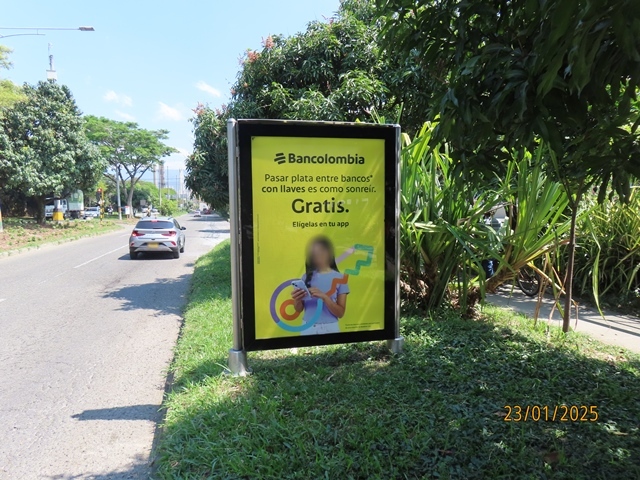 Bancolombia
Pasar plata entre bancos*
con llaves es como sonreír.
Gratis.
Elígelas en tu app
23/01/2025